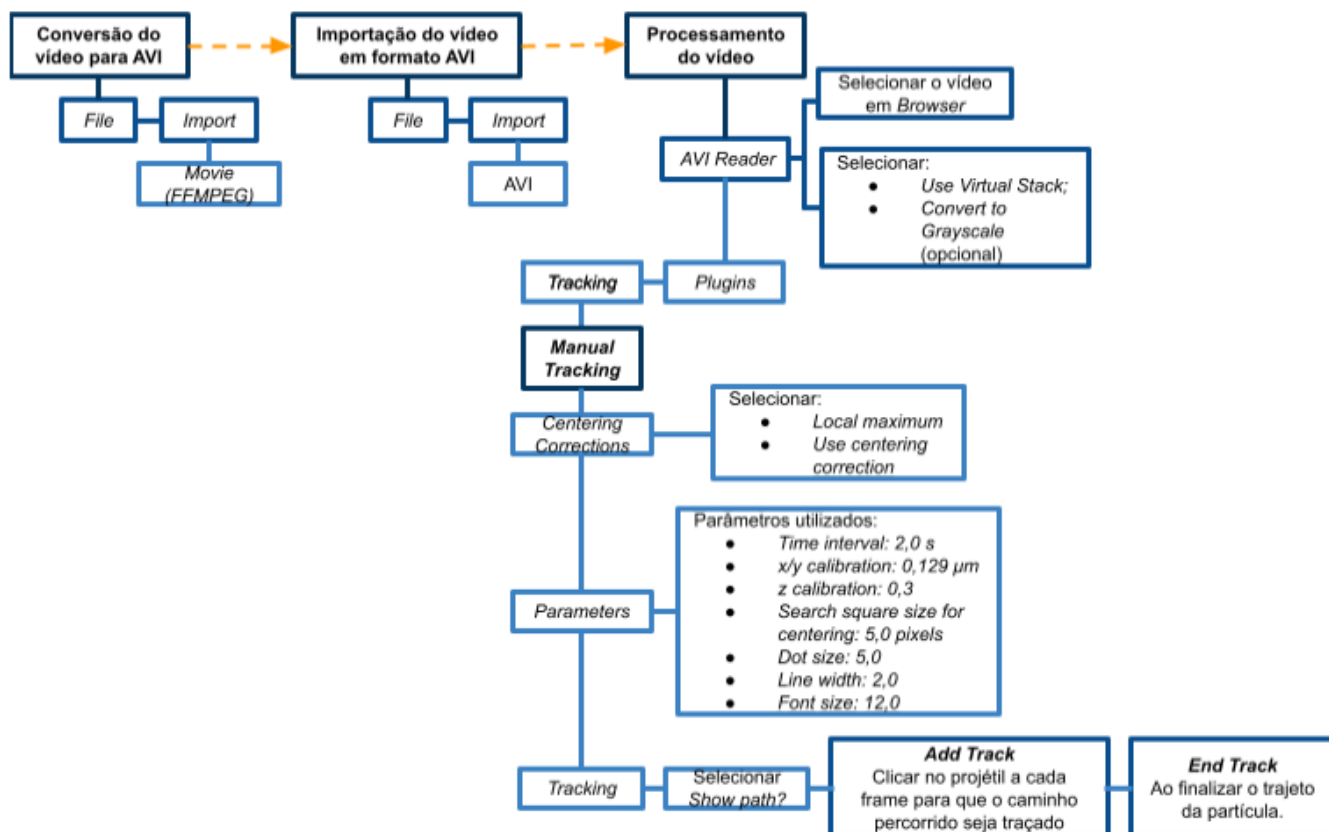 Conversão do
vídeo para AVI
Importação do vídeo
em formato AVI
Processamento
do vídeo
File
Import
Movie
(FFMPEG)
File
Import
AVI
AVI Reader
Selecionar o vídeo
em Browser
Selecionar:
● Use Virtual Stack;
● Convert to
Grayscale
(opcional)
Tracking
Plugins
Manual
Tracking
Centering
Corrections
Selecionar:
● Local maximum
● Use centering
correction
Parameters
Parâmetros utilizados:
● Time interval: 2,0 s
● x/y calibration: 0,129 µm
● z calibration: 0,3
● Search square size for
centering: 5,0 pixels
● Dot size: 5,0
● Line width: 2,0
● Font size: 12,0
Tracking
Selecionar
Show path?
Add Track
Clicar no projétil a cada
frame para que o caminho
percorrido seja traçado
End Track
Ao finalizar o trajeto
da partícula.